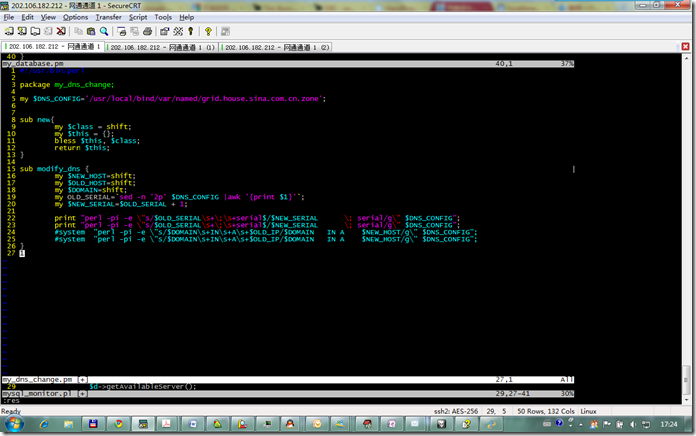 202.106.182.212 - 网通通道 1 - SecureCRT
File Edit View Options Transfer Script Tools Help
202.106.182.212 - 网通通道 1
202.106.182.212 - 网通通道 1 (1)
202.106.182.212 - 网通通道 1 (2)
40 }
my_database.pm 40,1 37%
1
2
3 package my_dns_change;
4
5 my $DNS_CONFIG='/usr/local/bind/var/named/grid.house.sina.com.cn.zone';
6
7
8 sub new{
9 my $class = shift;
10 my $this = {};
11 bless $this, $class;
12 return $this;
13 }
14
15 sub modify_dns {
16 my $NEW_HOST=shift;
17 my $OLD_HOST=shift;
18 my $DOMAIN=shift;
19 my OLD_SERIAL=`sed -n "2p" $DNS_CONFIG |awk '{print $1}'`;
20 my $NEW_SERIAL=$OLD_SERIAL + 1;
21
22 print "perl -pi -e \"s/$OLD_SERIAL\s+\;\s+serial$/$NEW_SERIAL \; serial/g\" $DNS_CONFIG";
23 print "perl -pi -e \"s/$OLD_SERIAL\s+\;\s+serial$/$NEW_SERIAL \; serial/g\" $DNS_CONFIG";
24 #system "perl -pi -e \"s/$DOMAIN\s+IN\s+A\s+$OLD_IP/$DOMAIN IN A $NEW_HOST/g\" $DNS_CONFIG";
25 #system "perl -pi -e \"s/$DOMAIN\s+IN\s+A\s+$OLD_IP/$DOMAIN IN A $NEW_HOST/g\" $DNS_CONFIG";
26 }
27 1
my_dns_change.pm [+] 27,1 All
29 $d->getAvailableServer();
mysql_monitor.pl [+] 29,27-41 30%
:res
Ready ssh2: AES-256 29, 5 50 Rows, 132 Cols Linux
17:24